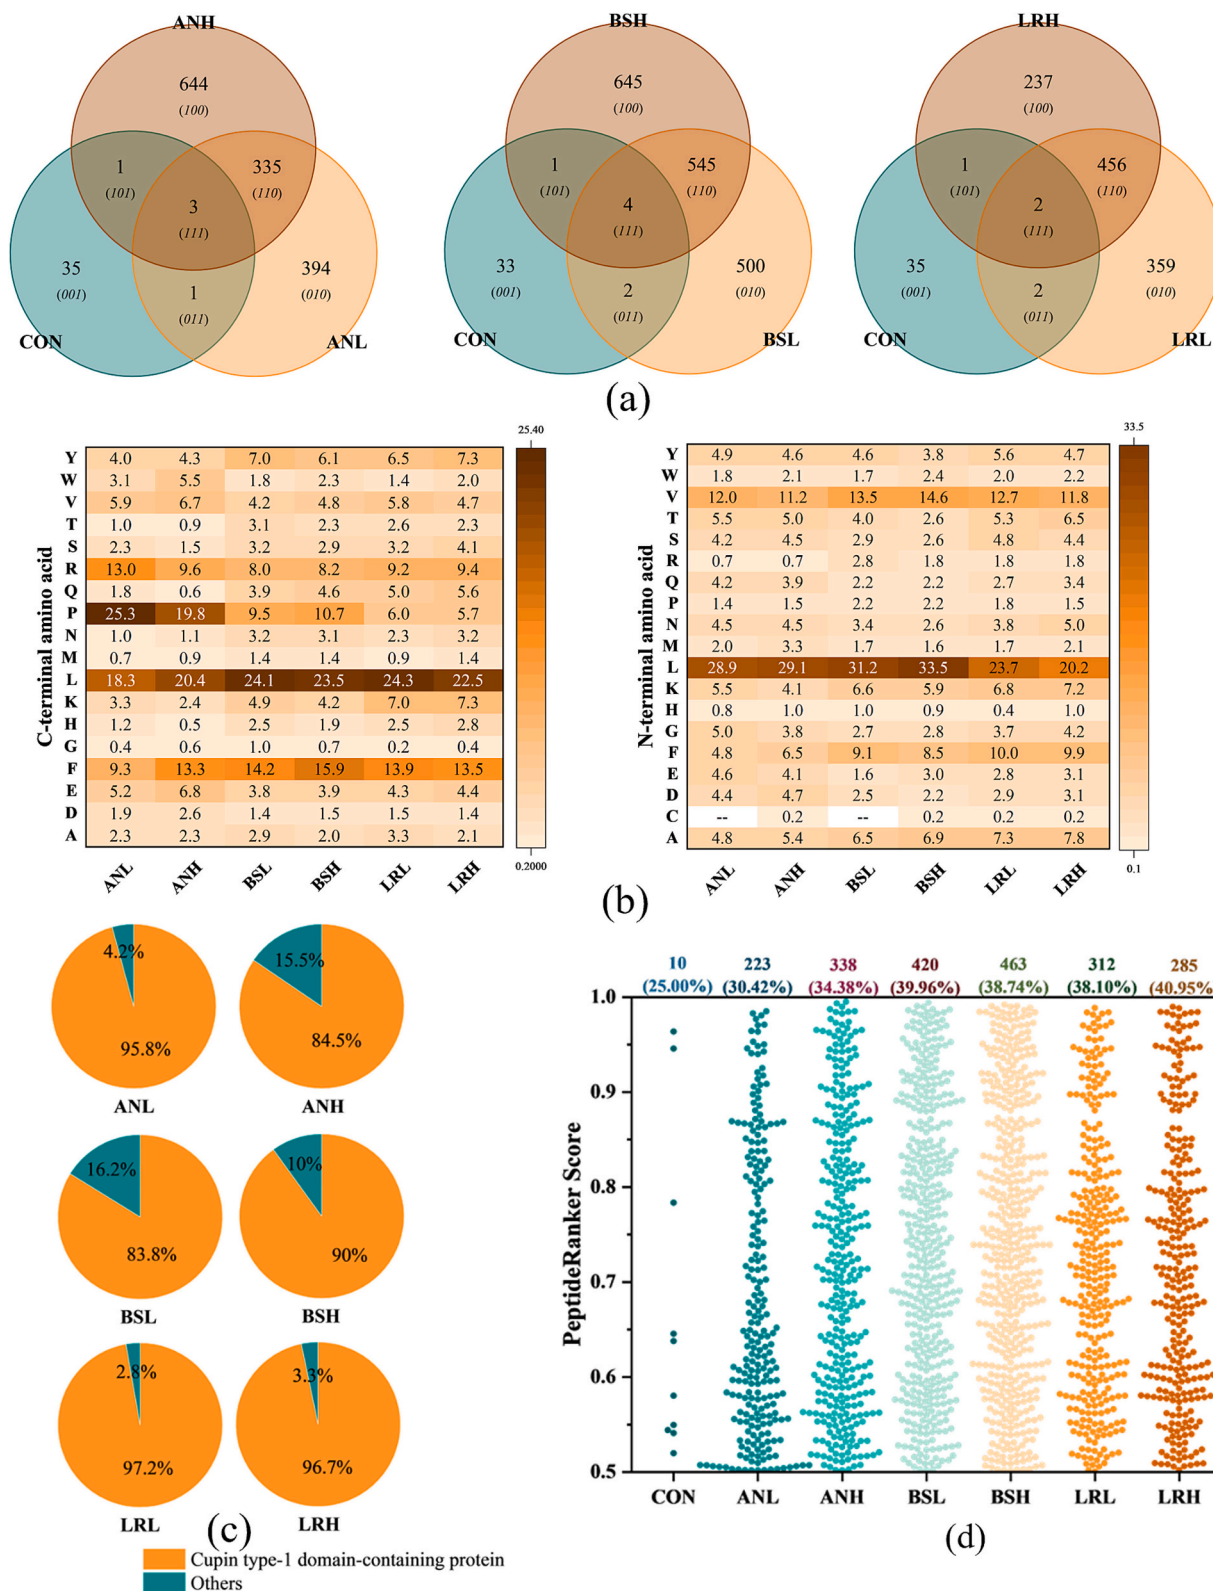 ANH BSH LRH
644 645 237
(100) (100) (100)
1 335 1 545 1 456
(101) (110) (101) (110) (101) (110)
3 4 2
(111) (111) (111)
35 394 33 500 35 359
(001) (010) (001) (010) (001) (010)
1 2 2
(011) (011) (011)
CON ANL CON BSL CON LRL
(a)
C-terminal amino acid
Y 4.0 4.3 7.0 6.1 6.5 7.3
W 3.1 5.5 1.8 2.3 1.4 2.0
V 5.9 6.7 4.2 4.8 5.8 4.7
T 1.0 0.9 3.1 2.3 2.6 2.3
S 2.3 1.5 3.2 2.9 3.2 4.1
R 13.0 9.6 8.0 8.2 9.2 9.4
Q 1.8 0.6 3.9 4.6 5.0 5.6
P 25.3 19.8 9.5 10.7 6.0 5.7
N 1.0 1.1 3.2 3.1 2.3 3.2
M 0.7 0.9 1.4 1.4 0.9 1.4
L 18.3 20.4 24.1 23.5 24.3 22.5
K 3.3 2.4 4.9 4.2 7.0 7.3
H 1.2 0.5 2.5 1.9 2.5 2.8
G 0.4 0.6 1.0 0.7 0.2 0.4
F 9.3 13.3 14.2 15.9 13.9 13.5
E 5.2 6.8 3.8 3.9 4.3 4.4
D 1.9 2.6 1.4 1.5 1.5 1.4
A 2.3 2.3 2.9 2.0 3.3 2.1
ANL ANH BSL BSH LRL LRH
25.40
0.2000
N-terminal amino acid
Y 4.9 4.6 4.6 3.8 5.6 4.7
W 1.8 2.1 1.7 2.4 2.0 2.2
V 12.0 11.2 13.5 14.6 12.7 11.8
T 5.5 5.0 4.0 2.6 5.3 6.5
S 4.2 4.5 2.9 2.6 4.8 4.4
R 0.7 0.7 2.8 1.8 1.8 1.8
Q 4.2 3.9 2.2 2.2 2.7 3.4
P 1.4 1.5 2.2 2.2 1.8 1.5
N 4.5 4.5 3.4 2.6 3.8 5.0
M 2.0 3.3 1.7 1.6 1.7 2.1
L 28.9 29.1 31.2 33.5 23.7 20.2
K 5.5 4.1 6.6 5.9 6.8 7.2
H 0.8 1.0 1.0 0.9 0.4 1.0
G 5.0 3.8 2.7 2.8 3.7 4.2
F 4.8 6.5 9.1 8.5 10.0 9.9
E 4.6 4.1 1.6 3.0 2.8 3.1
D 4.4 4.7 2.5 2.2 2.9 3.1
C -- 0.2 -- 0.2 0.2 0.2
A 4.8 5.4 6.5 6.9 7.3 7.8
ANL ANH BSL BSH LRL LRH
33.5
0.1
(b)
4.2% 15.5%
95.8% 84.5%
ANL ANH
16.2% 10%
83.8% 90%
BSL BSH
2.8% 3.3%
97.2% 96.7%
LRL LRH
(c)
Cupin type-1 domain-containing protein
Others
10 223 338 420 463 312 285
(25.00%) (30.42%) (34.38%) (39.96%) (38.74%) (38.10%) (40.95%)
PeptideRanker Score
1.0
0.9
0.8
0.7
0.6
0.5
CON ANL ANH BSL BSH LRL LRH
(d)